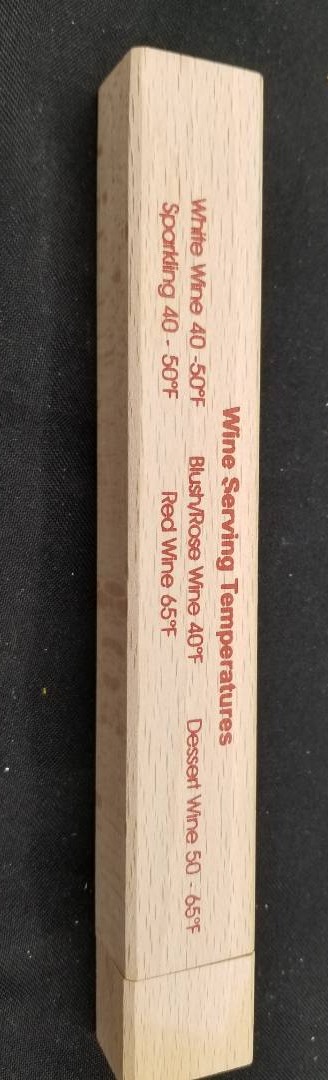 Wine Serving Temperatures
White Wine 40 -50°F Blush/Rose Wine 40°F Dessert Wine 50 - 65°F
Sparkling 40 - 50°F Red Wine 65°F